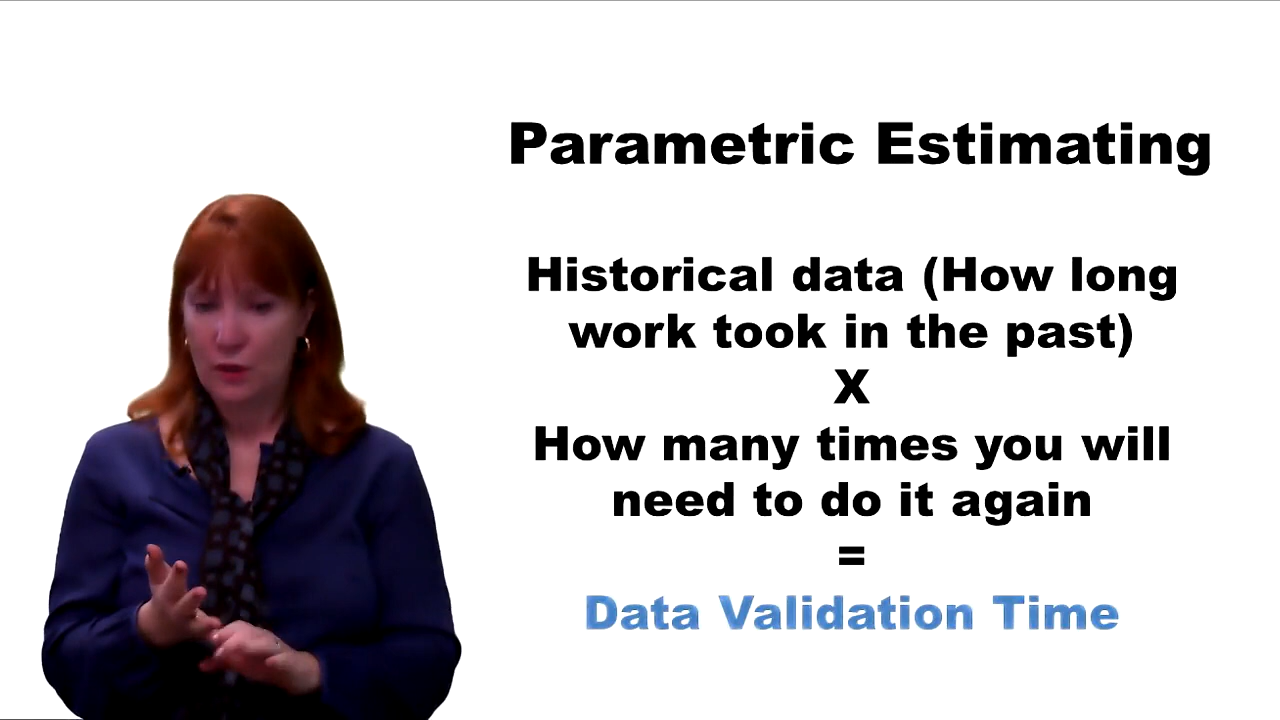 Parametric Estimating
Historical data (How long
work took in the past)
X
How many times you will
need to do it again
=
Data Validation Time